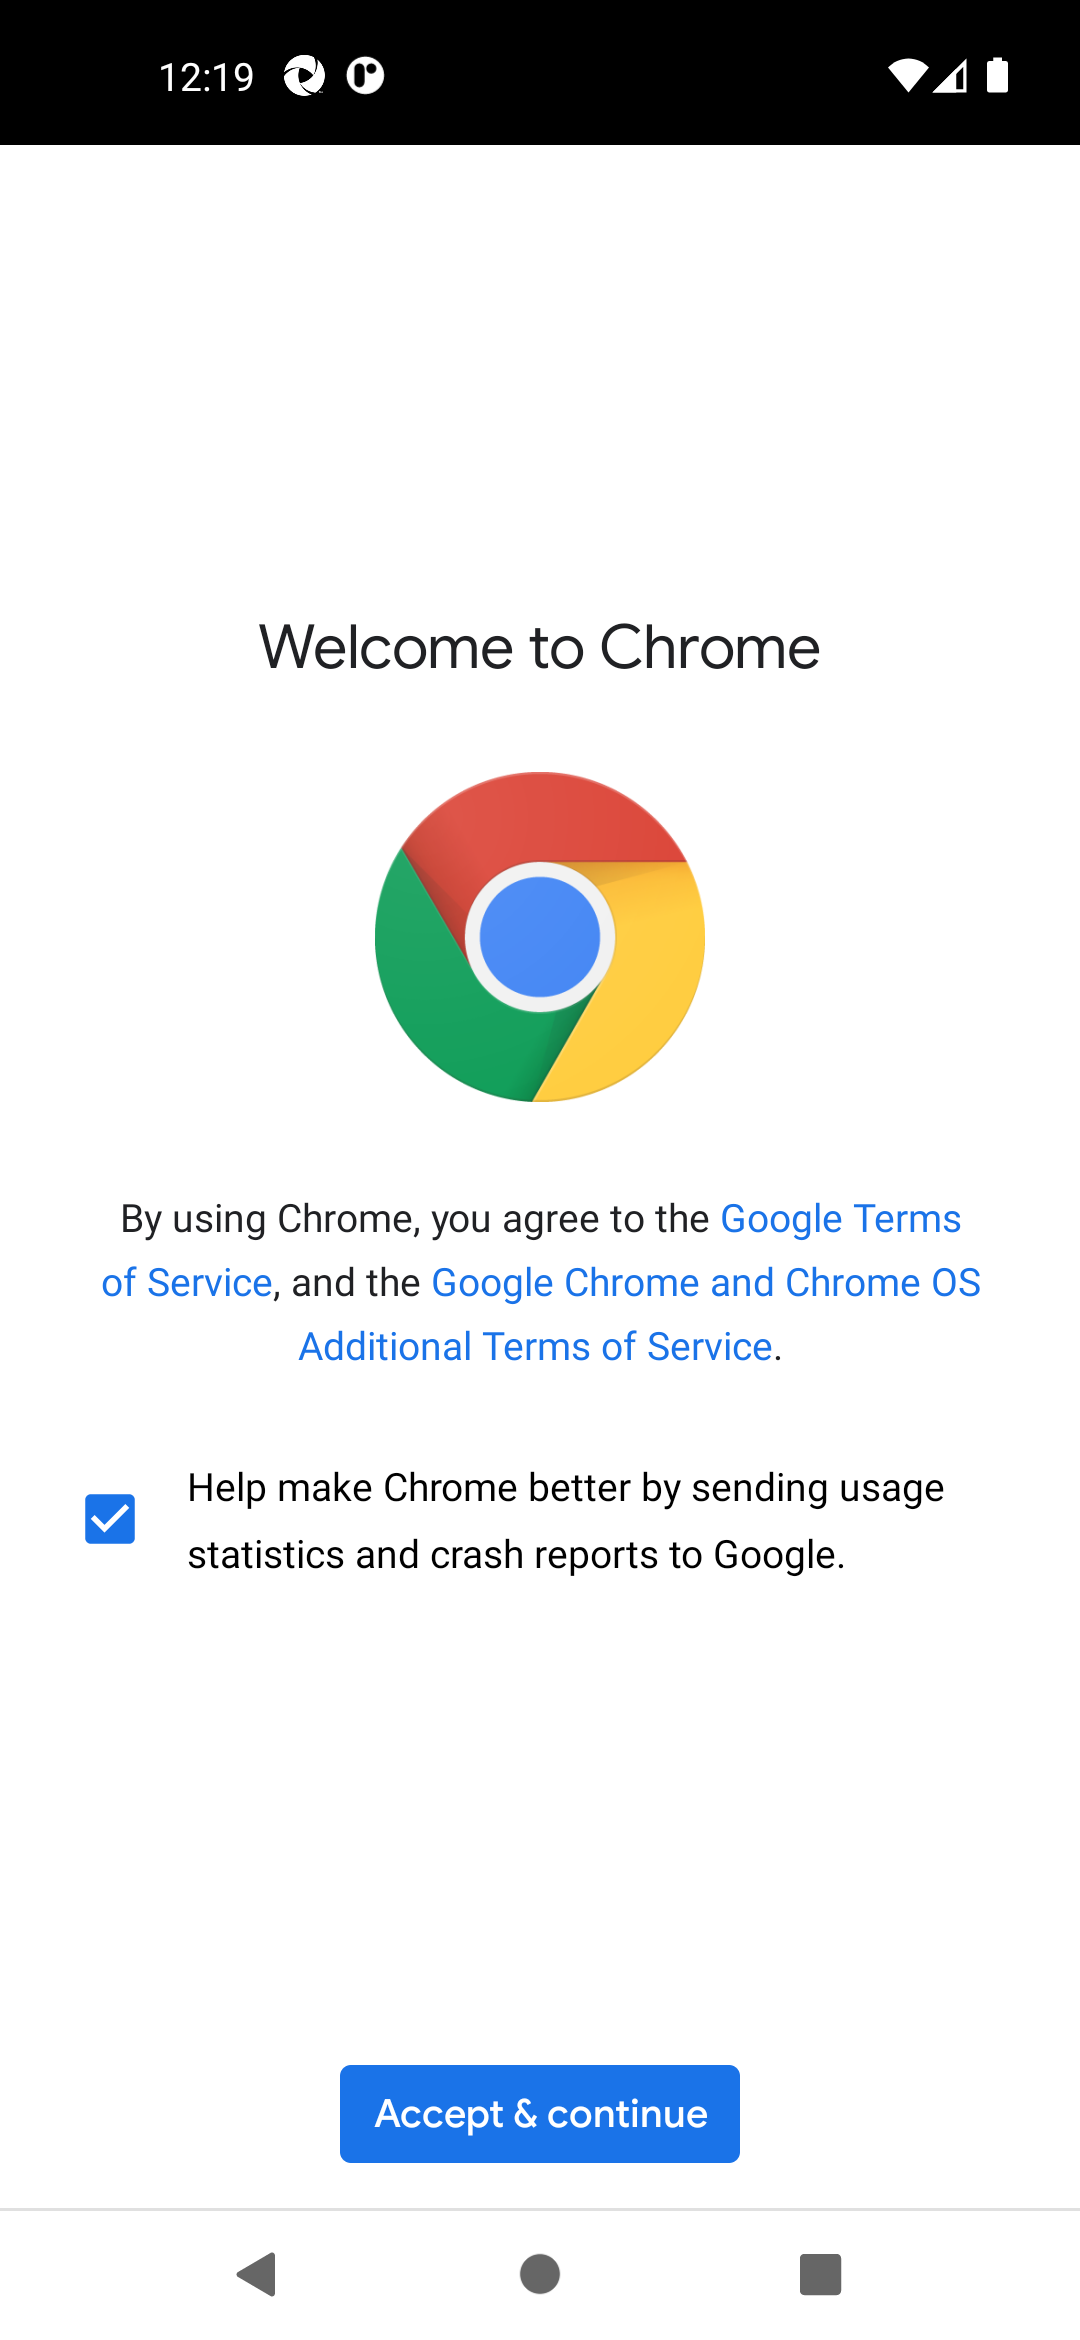 12:19
Welcome to Chrome
By using Chrome, you agree to the Google Terms
of Service, and the Google Chrome and Chrome OS
Additional Terms of Service.
Help make Chrome better by sending usage
statistics and crash reports to Google.
Accept & continue